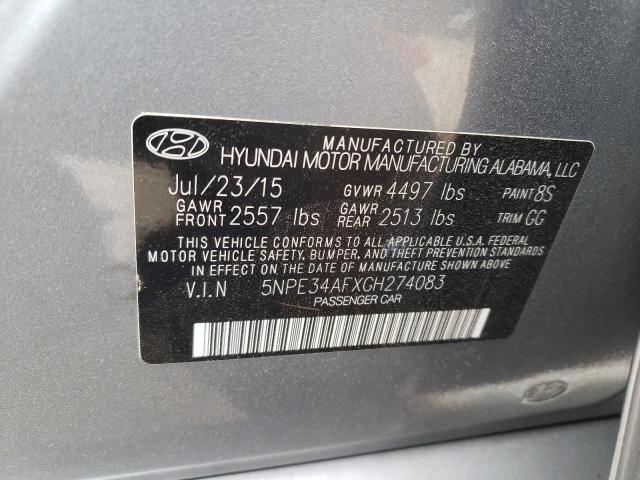 MANUFACTURED BY
HYUNDAI MOTOR MANUFACTURING ALABAMA, LLC
Jul/23/15 GVWR 4497 lbs PAINT 8S
GAWR FRONT 2557 lbs GAWR REAR 2513 lbs TRIM GG
THIS VEHICLE CONFORMS TO ALL APPLICABLE U.S.A. FEDERAL
MOTOR VEHICLE SAFETY, BUMPER, AND THEFT PREVENTION STANDARDS
IN EFFECT ON THE DATE OF MANUFACTURE SHOWN ABOVE.
V.I.N 5NPE34AFXGH274083
PASSENGER CAR